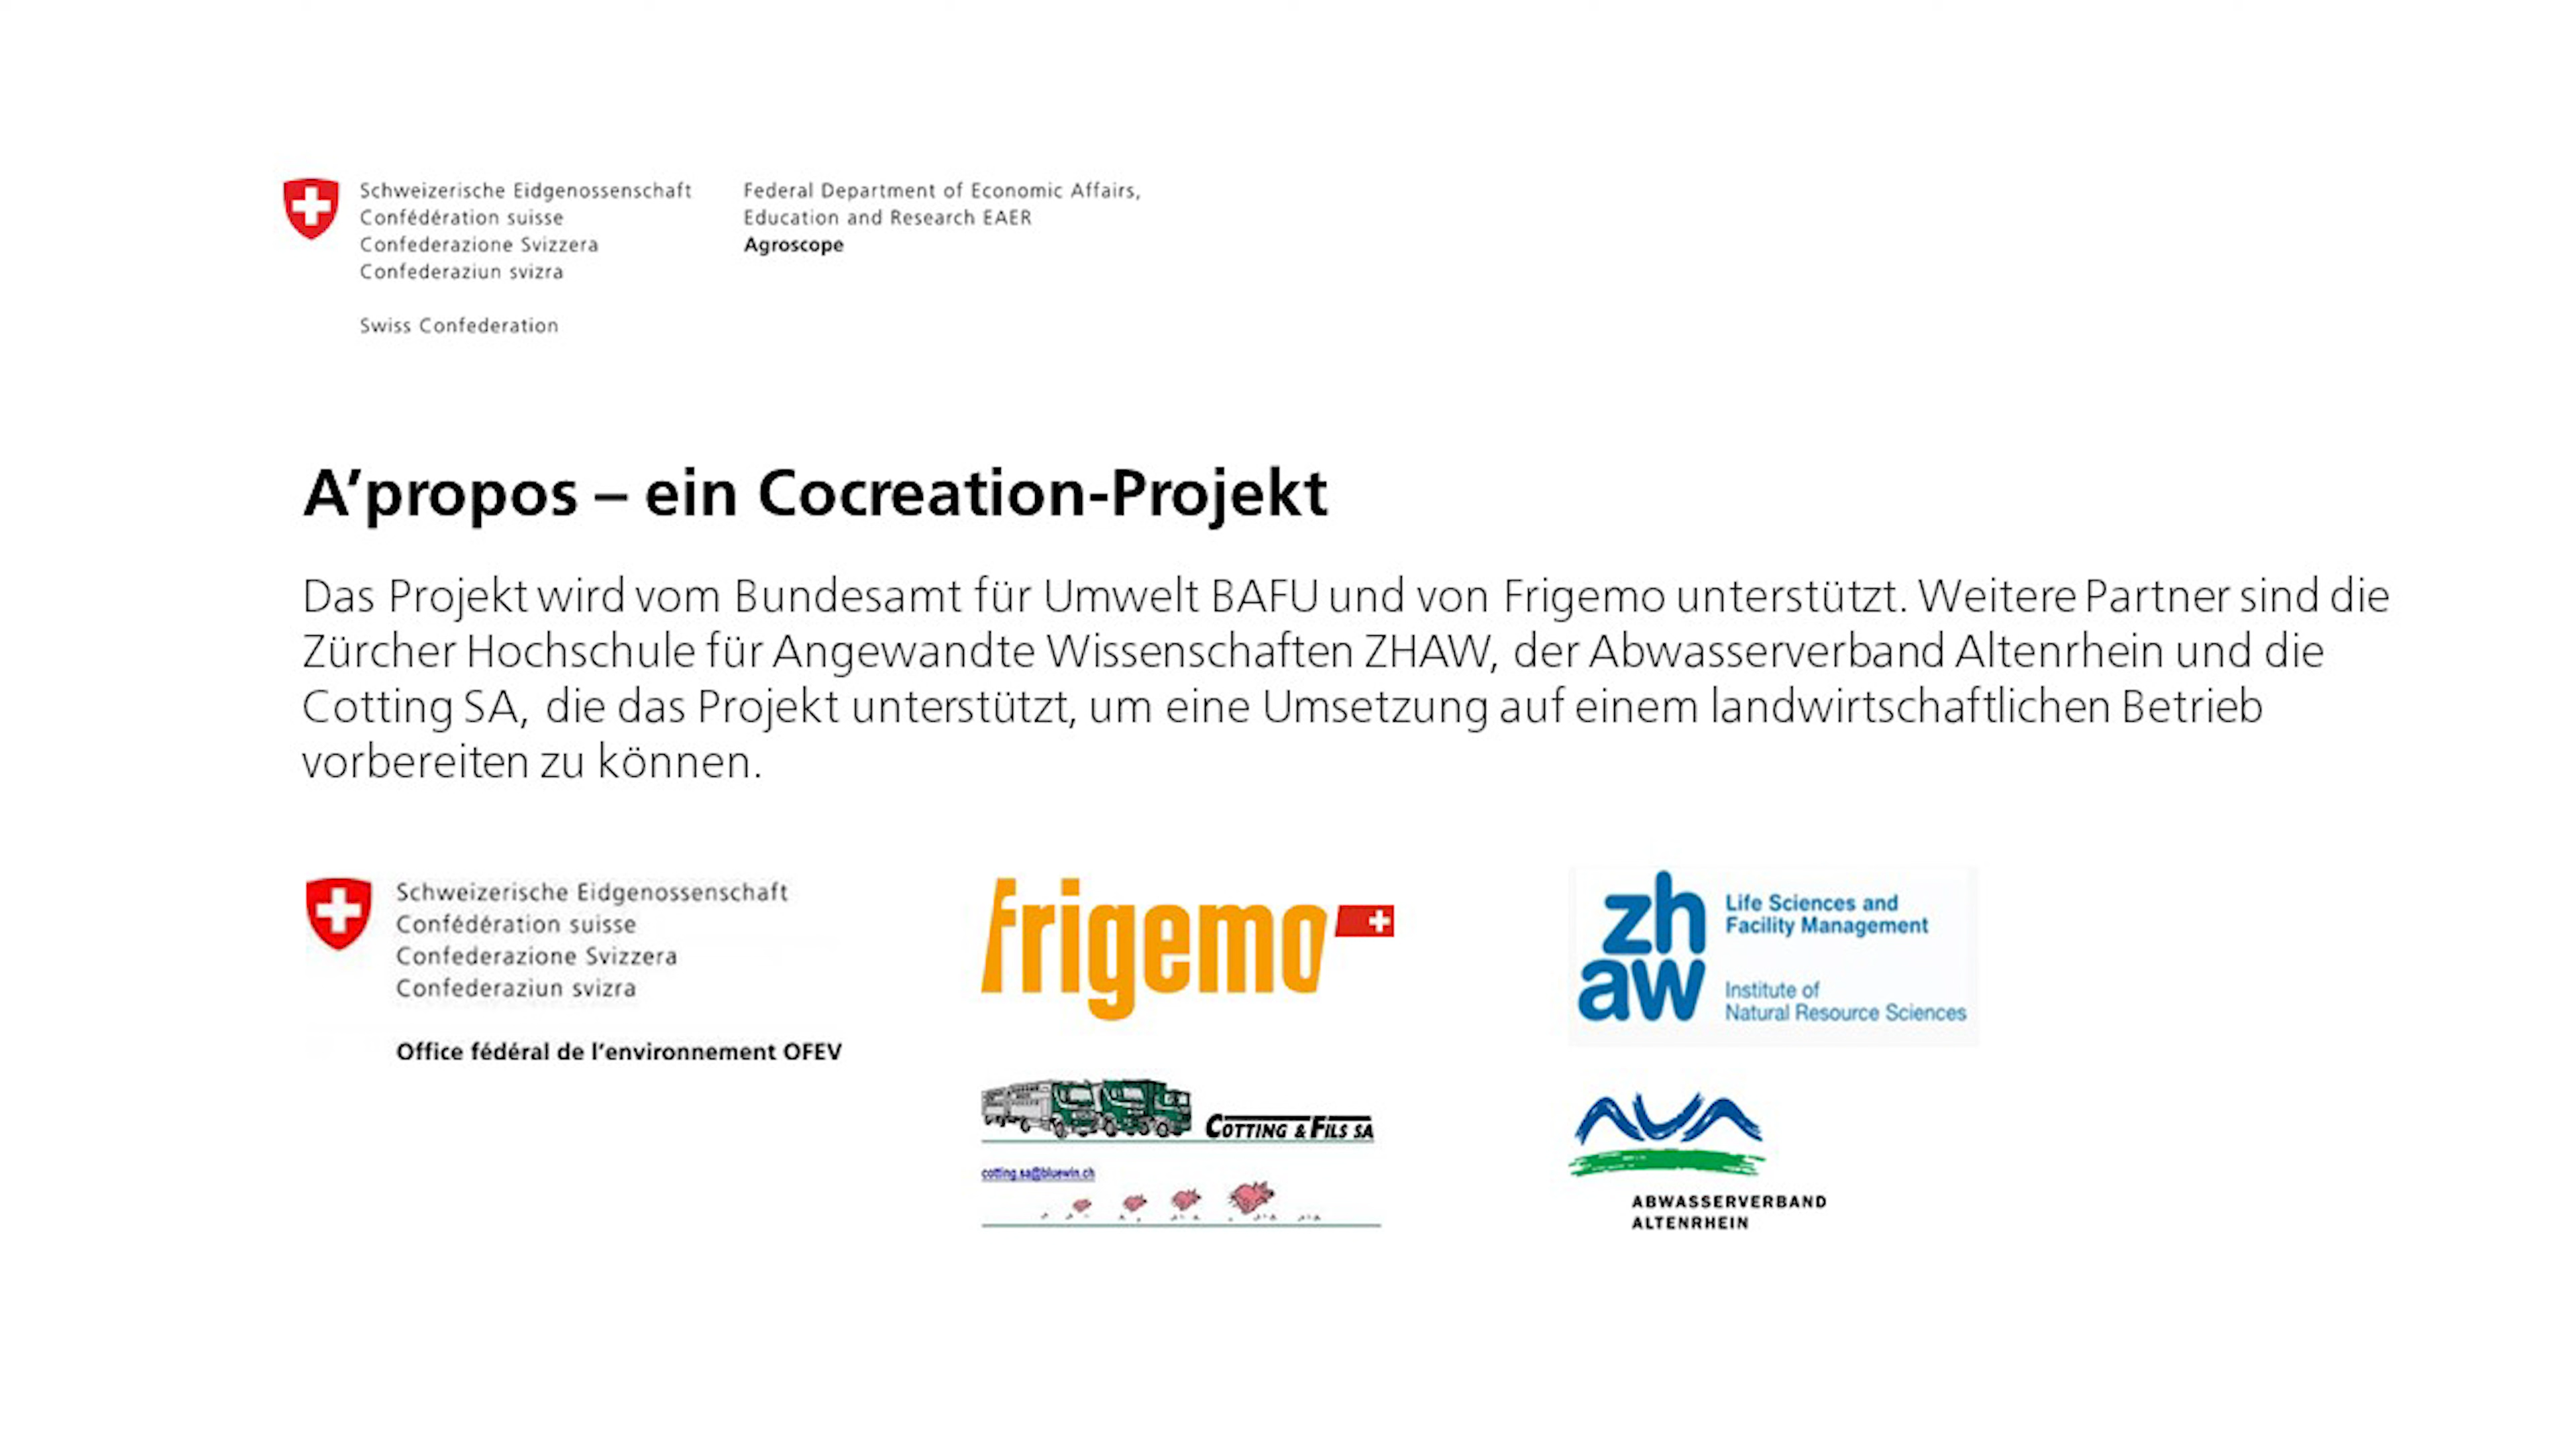 Schweizerische Eidgenossenschaft
Confédération suisse
Confederazione Svizzera
Confederaziun svizra
Swiss Confederation
Federal Department of Economic Affairs,
Education and Research EAER
Agroscope
A'propos – ein Cocreation-Projekt
Das Projekt wird vom Bundesamt für Umwelt BAFU und von Frigemo unterstützt. Weitere Partner sind die
Zürcher Hochschule für Angewandte Wissenschaften ZHAW, der Abwasserverband Altenrhein und die
Cotting SA, die das Projekt unterstützt, um eine Umsetzung auf einem landwirtschaftlichen Betrieb
vorbereiten zu können.
Schweizerische Eidgenossenschaft
Confédération suisse
Confederazione Svizzera
Confederaziun svizra
Office fédéral de l'environnement OFEV
frigemo
zh
aw
Life Sciences and
Facility Management
Institute of
Natural Resource Sciences
COTTING & FILS SA
cotting.sa@bluewin.ch
AVA
ABWASSERVERBAND
ALTENRHEIN